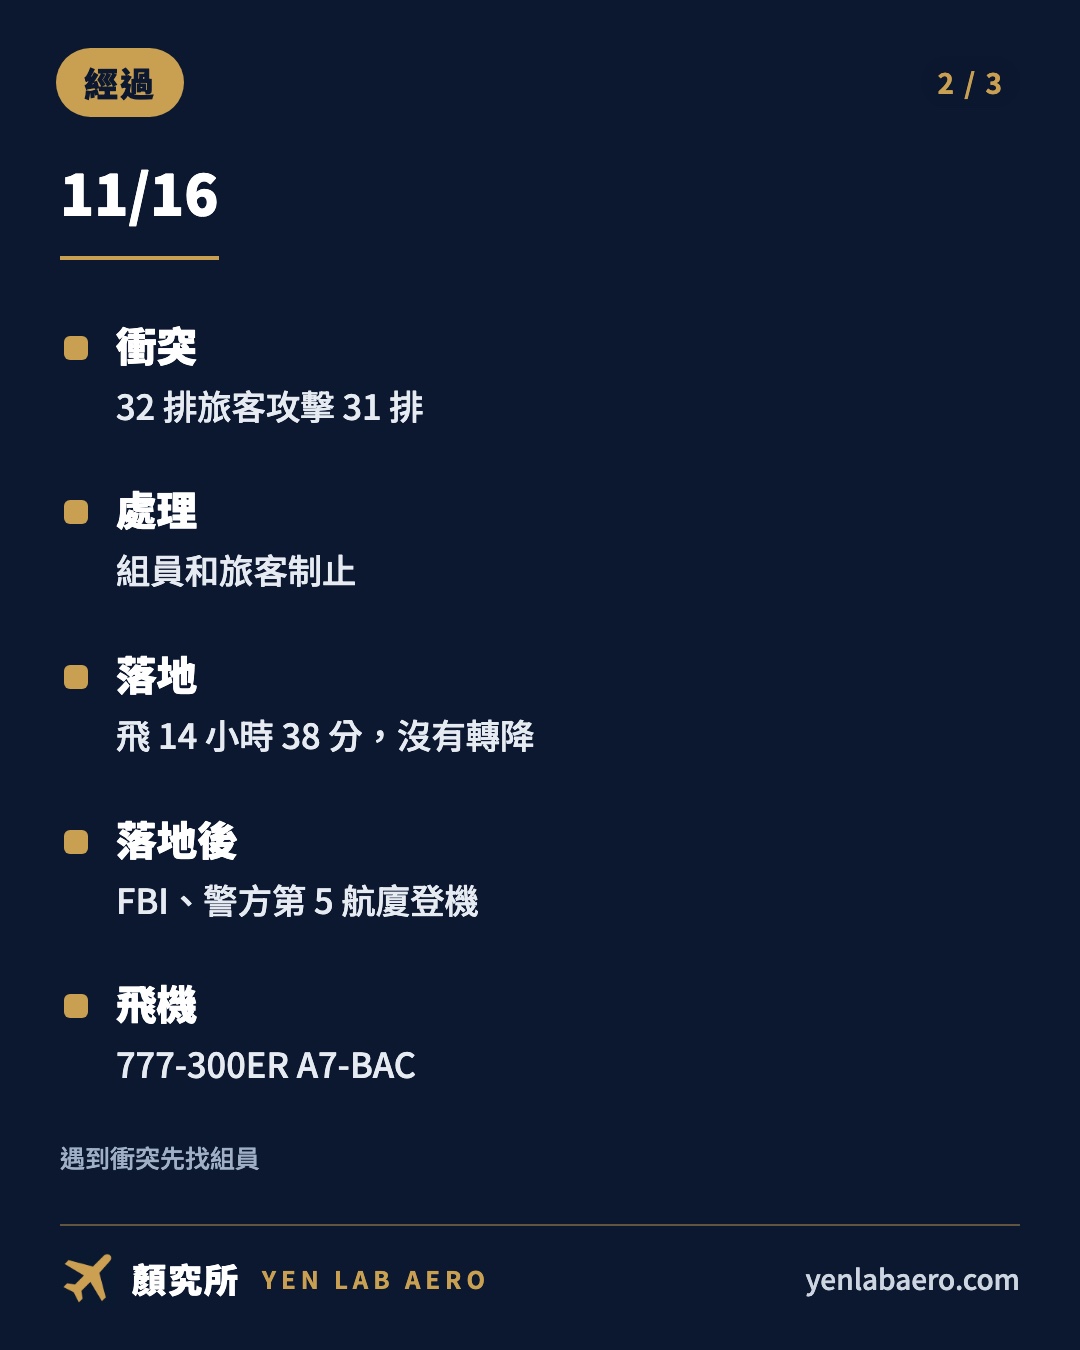 經過
2 / 3
11/16
衝突
32 排旅客攻擊 31 排
處理
組員和旅客制止
落地
飛 14 小時 38 分，沒有轉降
落地後
FBI、警方第 5 航廈登機
飛機
777-300ER A7-BAC
遇到衝突先找組員
顏究所 YEN LAB AERO
yenlabaero.com